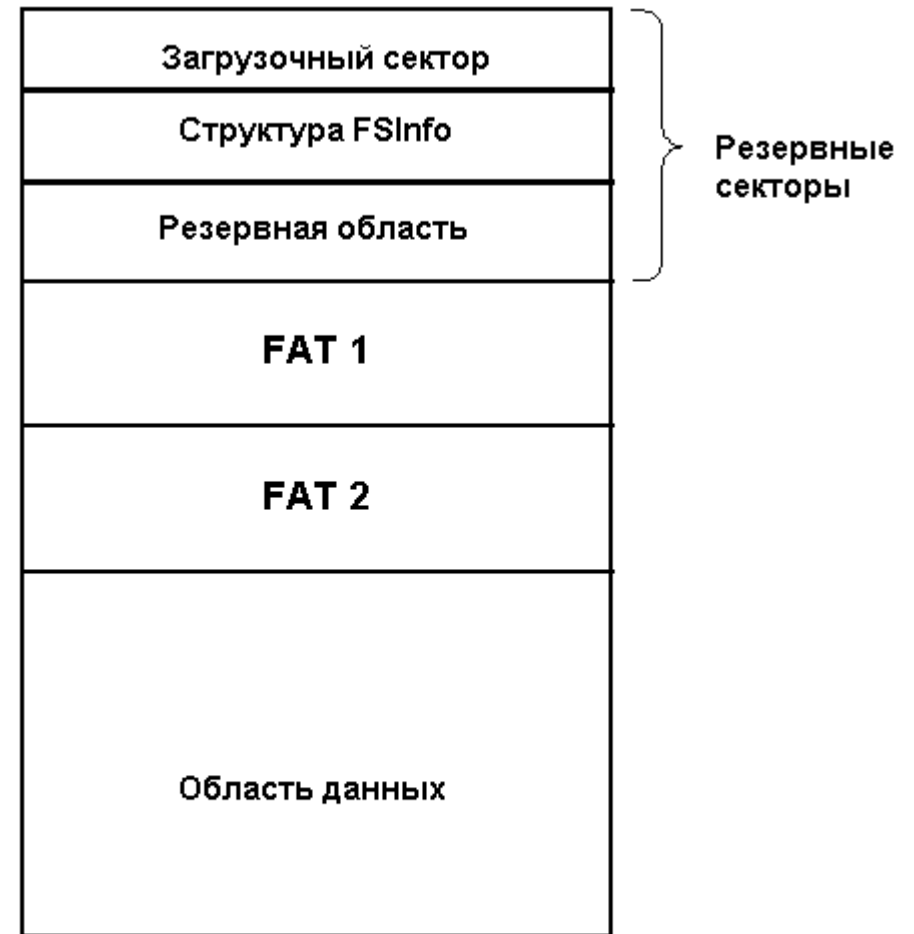 Загрузочный сектор
Структура FSInfo
Резервная область
Резервные
секторы
FAT 1
FAT 2
Область данных